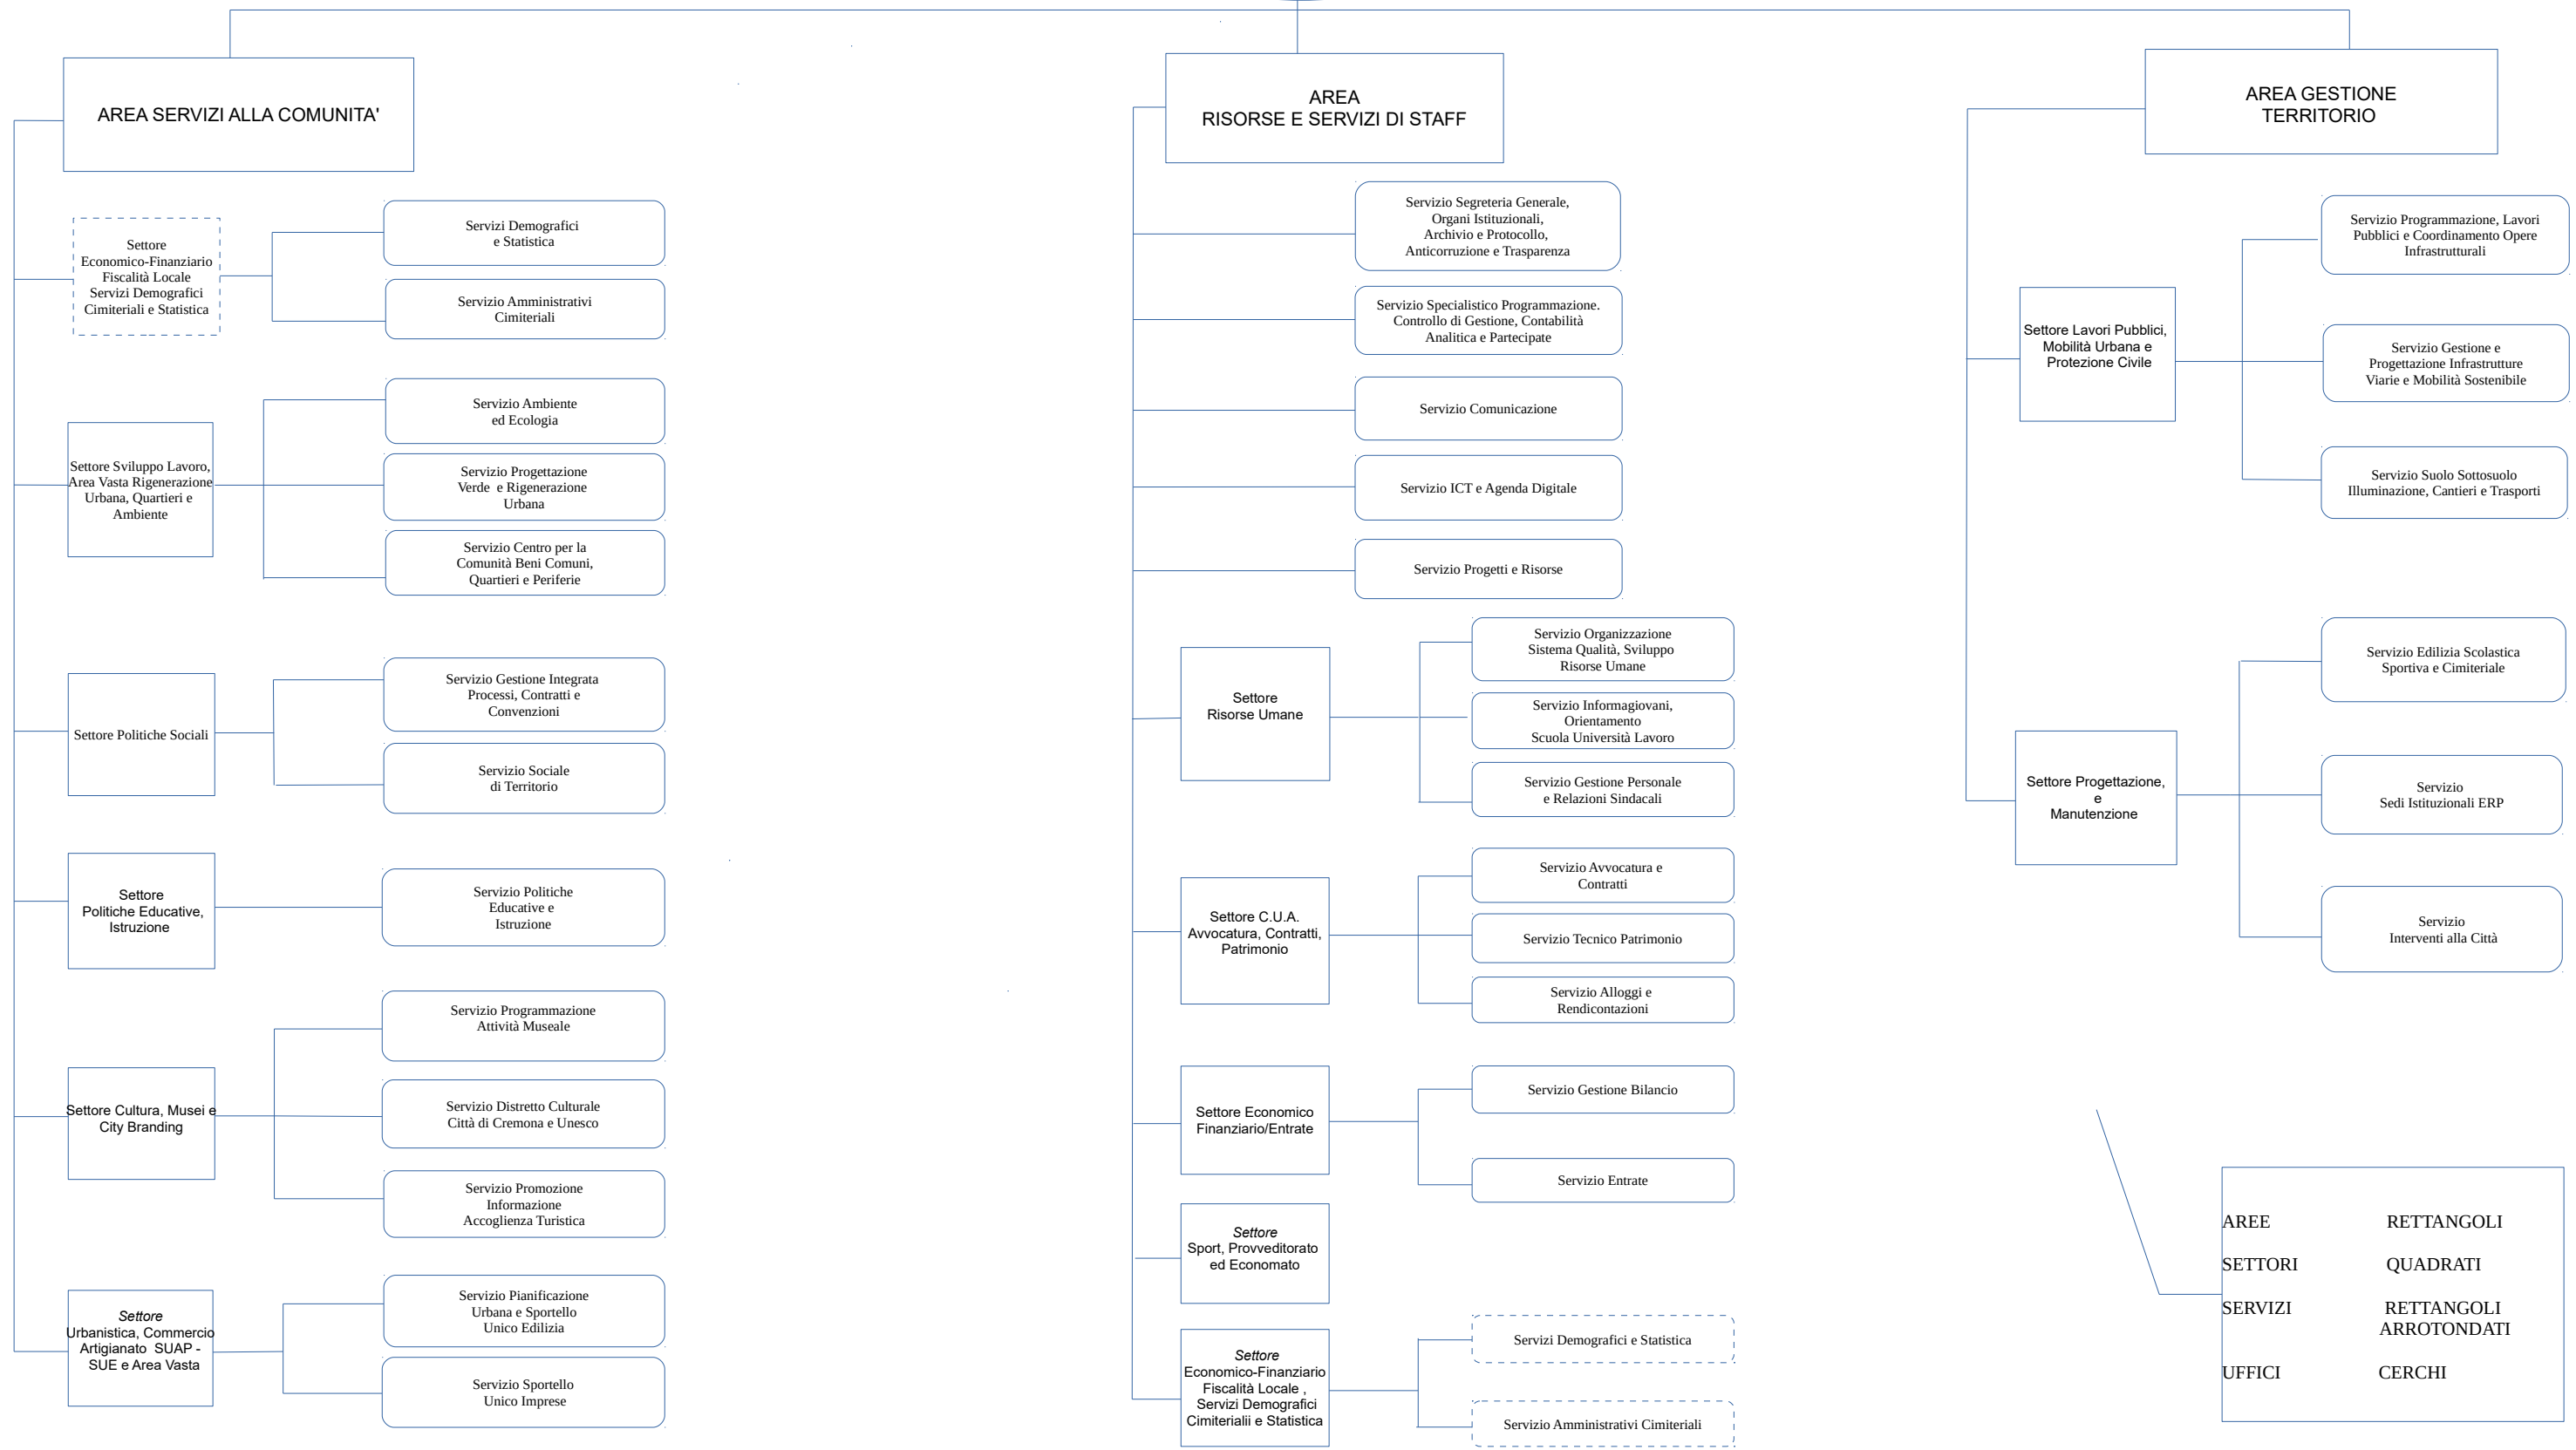 AREA SERVIZI ALLA COMUNITA'
Settore
Economico-Finanziario
Fiscalità Locale
Servizi Demografici
Cimiteriali e Statistica
Servizi Demografici
e Statistica
Servizio Amministrativi
Cimiteriali
Settore Sviluppo Lavoro,
Area Vasta Rigenerazione
Urbana, Quartieri e
Ambiente
Servizio Ambiente
ed Ecologia
Servizio Progettazione
Verde e Rigenerazione
Urbana
Servizio Centro per la
Comunità Beni Comuni,
Quartieri e Periferie
Settore Politiche Sociali
Servizio Gestione Integrata
Processi, Contratti e
Convenzioni
Servizio Sociale
di Territorio
Settore
Politiche Educative,
Istruzione
Servizio Politiche
Educative e
Istruzione
Settore Cultura, Musei e
City Branding
Servizio Programmazione
Attività Museale
Servizio Distretto Culturale
Città di Cremona e Unesco
Servizio Promozione
Informazione
Accoglienza Turistica
Settore
Urbanistica, Commercio
Artigianato SUAP -
SUE e Area Vasta
Servizio Pianificazione
Urbana e Sportello
Unico Edilizia
Servizio Sportello
Unico Imprese
AREA
RISORSE E SERVIZI DI STAFF
Servizio Segreteria Generale,
Organi Istituzionali,
Archivio e Protocollo,
Anticorruzione e Trasparenza
Servizio Specialistico Programmazione.
Controllo di Gestione, Contabilità
Analitica e Partecipate
Servizio Comunicazione
Servizio ICT e Agenda Digitale
Servizio Progetti e Risorse
Settore
Risorse Umane
Servizio Organizzazione
Sistema Qualità, Sviluppo
Risorse Umane
Servizio Informagiovani,
Orientamento
Scuola Università Lavoro
Servizio Gestione Personale
e Relazioni Sindacali
Settore C.U.A.
Avvocatura, Contratti,
Patrimonio
Servizio Avvocatura e
Contratti
Servizio Tecnico Patrimonio
Servizio Alloggi e
Rendicontazioni
Settore Economico
Finanziario/Entrate
Servizio Gestione Bilancio
Servizio Entrate
Settore
Sport, Provveditorato
ed Economato
Settore
Economico-Finanziario
Fiscalità Locale ,
Servizi Demografici
Cimiterialii e Statistica
Servizi Demografici e Statistica
Servizio Amministrativi Cimiteriali
AREA GESTIONE
TERRITORIO
Settore Lavori Pubblici,
Mobilità Urbana e
Protezione Civile
Servizio Programmazione, Lavori
Pubblici e Coordinamento Opere
Infrastrutturali
Servizio Gestione e
Progettazione Infrastrutture
Viarie e Mobilità Sostenibile
Servizio Suolo Sottosuolo
Illuminazione, Cantieri e Trasporti
Settore Progettazione,
e
Manutenzione
Servizio Edilizia Scolastica
Sportiva e Cimiteriale
Servizio
Sedi Istituzionali ERP
Servizio
Interventi alla Città
AREE RETTANGOLI
SETTORI QUADRATI
SERVIZI RETTANGOLI
ARROTONDATI
UFFICI CERCHI